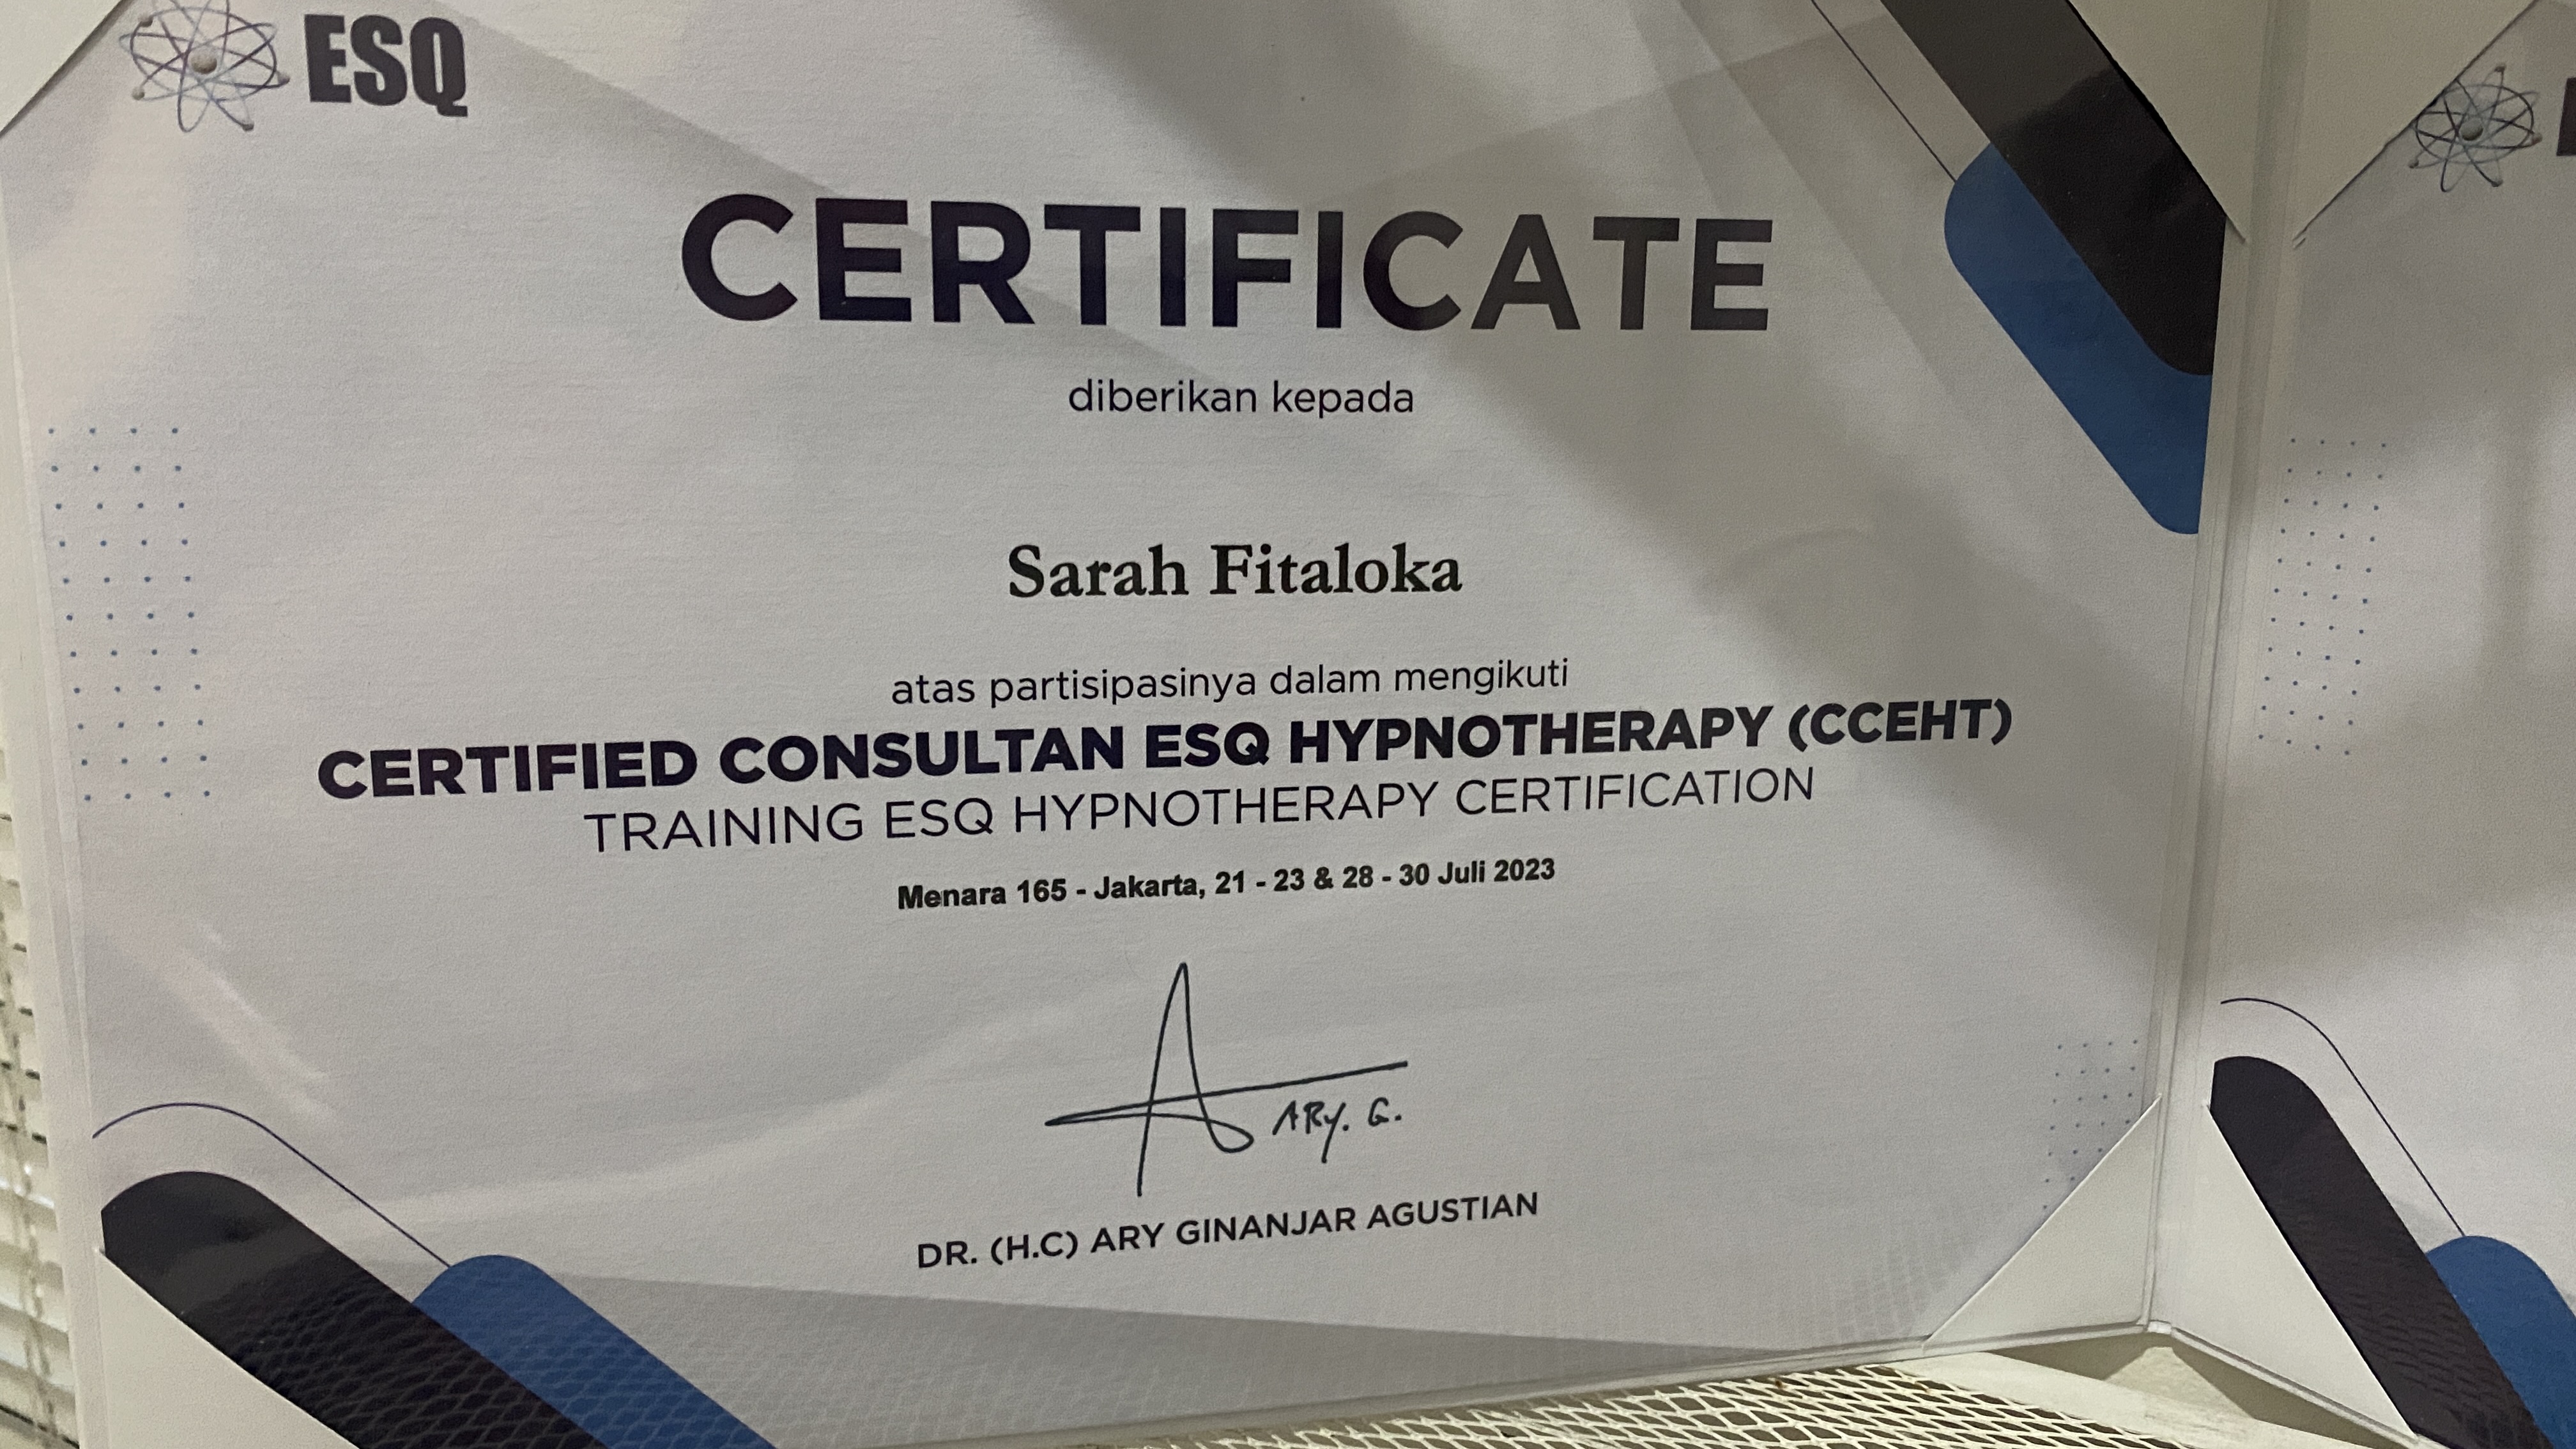 ESQ
CERTIFICATE
diberikan kepada
Sarah Fitaloka
atas partisipasinya dalam mengikuti
CERTIFIED CONSULTAN ESQ HYPNOTHERAPY (CCEHT)
TRAINING ESQ HYPNOTHERAPY CERTIFICATION
Menara 165 - Jakarta, 21 - 23 & 28 - 30 Juli 2023
ARY. G.
DR. (H.C) ARY GINANJAR AGUSTIAN